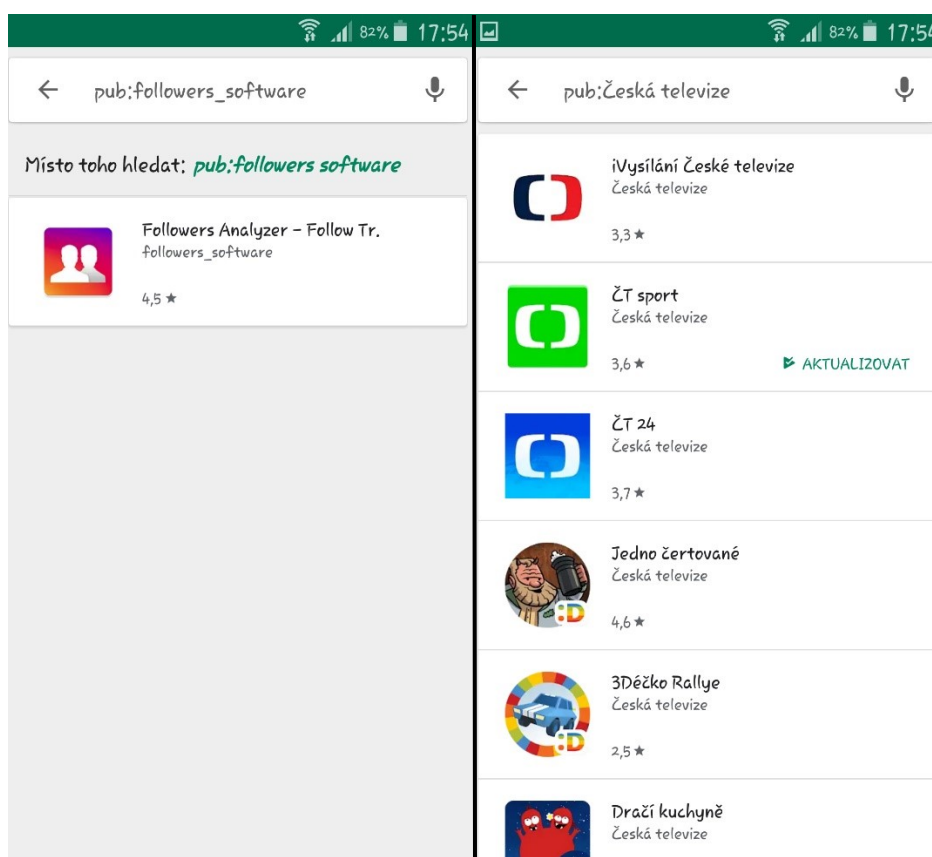 82% 17:54
pub:followers_software
Místo toho hledat: pub:followers software
Followers Analyzer – Follow Tr.
followers_software
4,5 ★
82% 17:54
pub:Česká televize
iVysílání České televize
Česká televize
3,3 ★
ČT sport
Česká televize
3,6 ★ AKTUALIZOVAT
ČT 24
Česká televize
3,7 ★
Jedno čertované
Česká televize
:D
4,6 ★
3Déčko Rallye
Česká televize
:D
2,5 ★
Dračí kuchyně
Česká televize